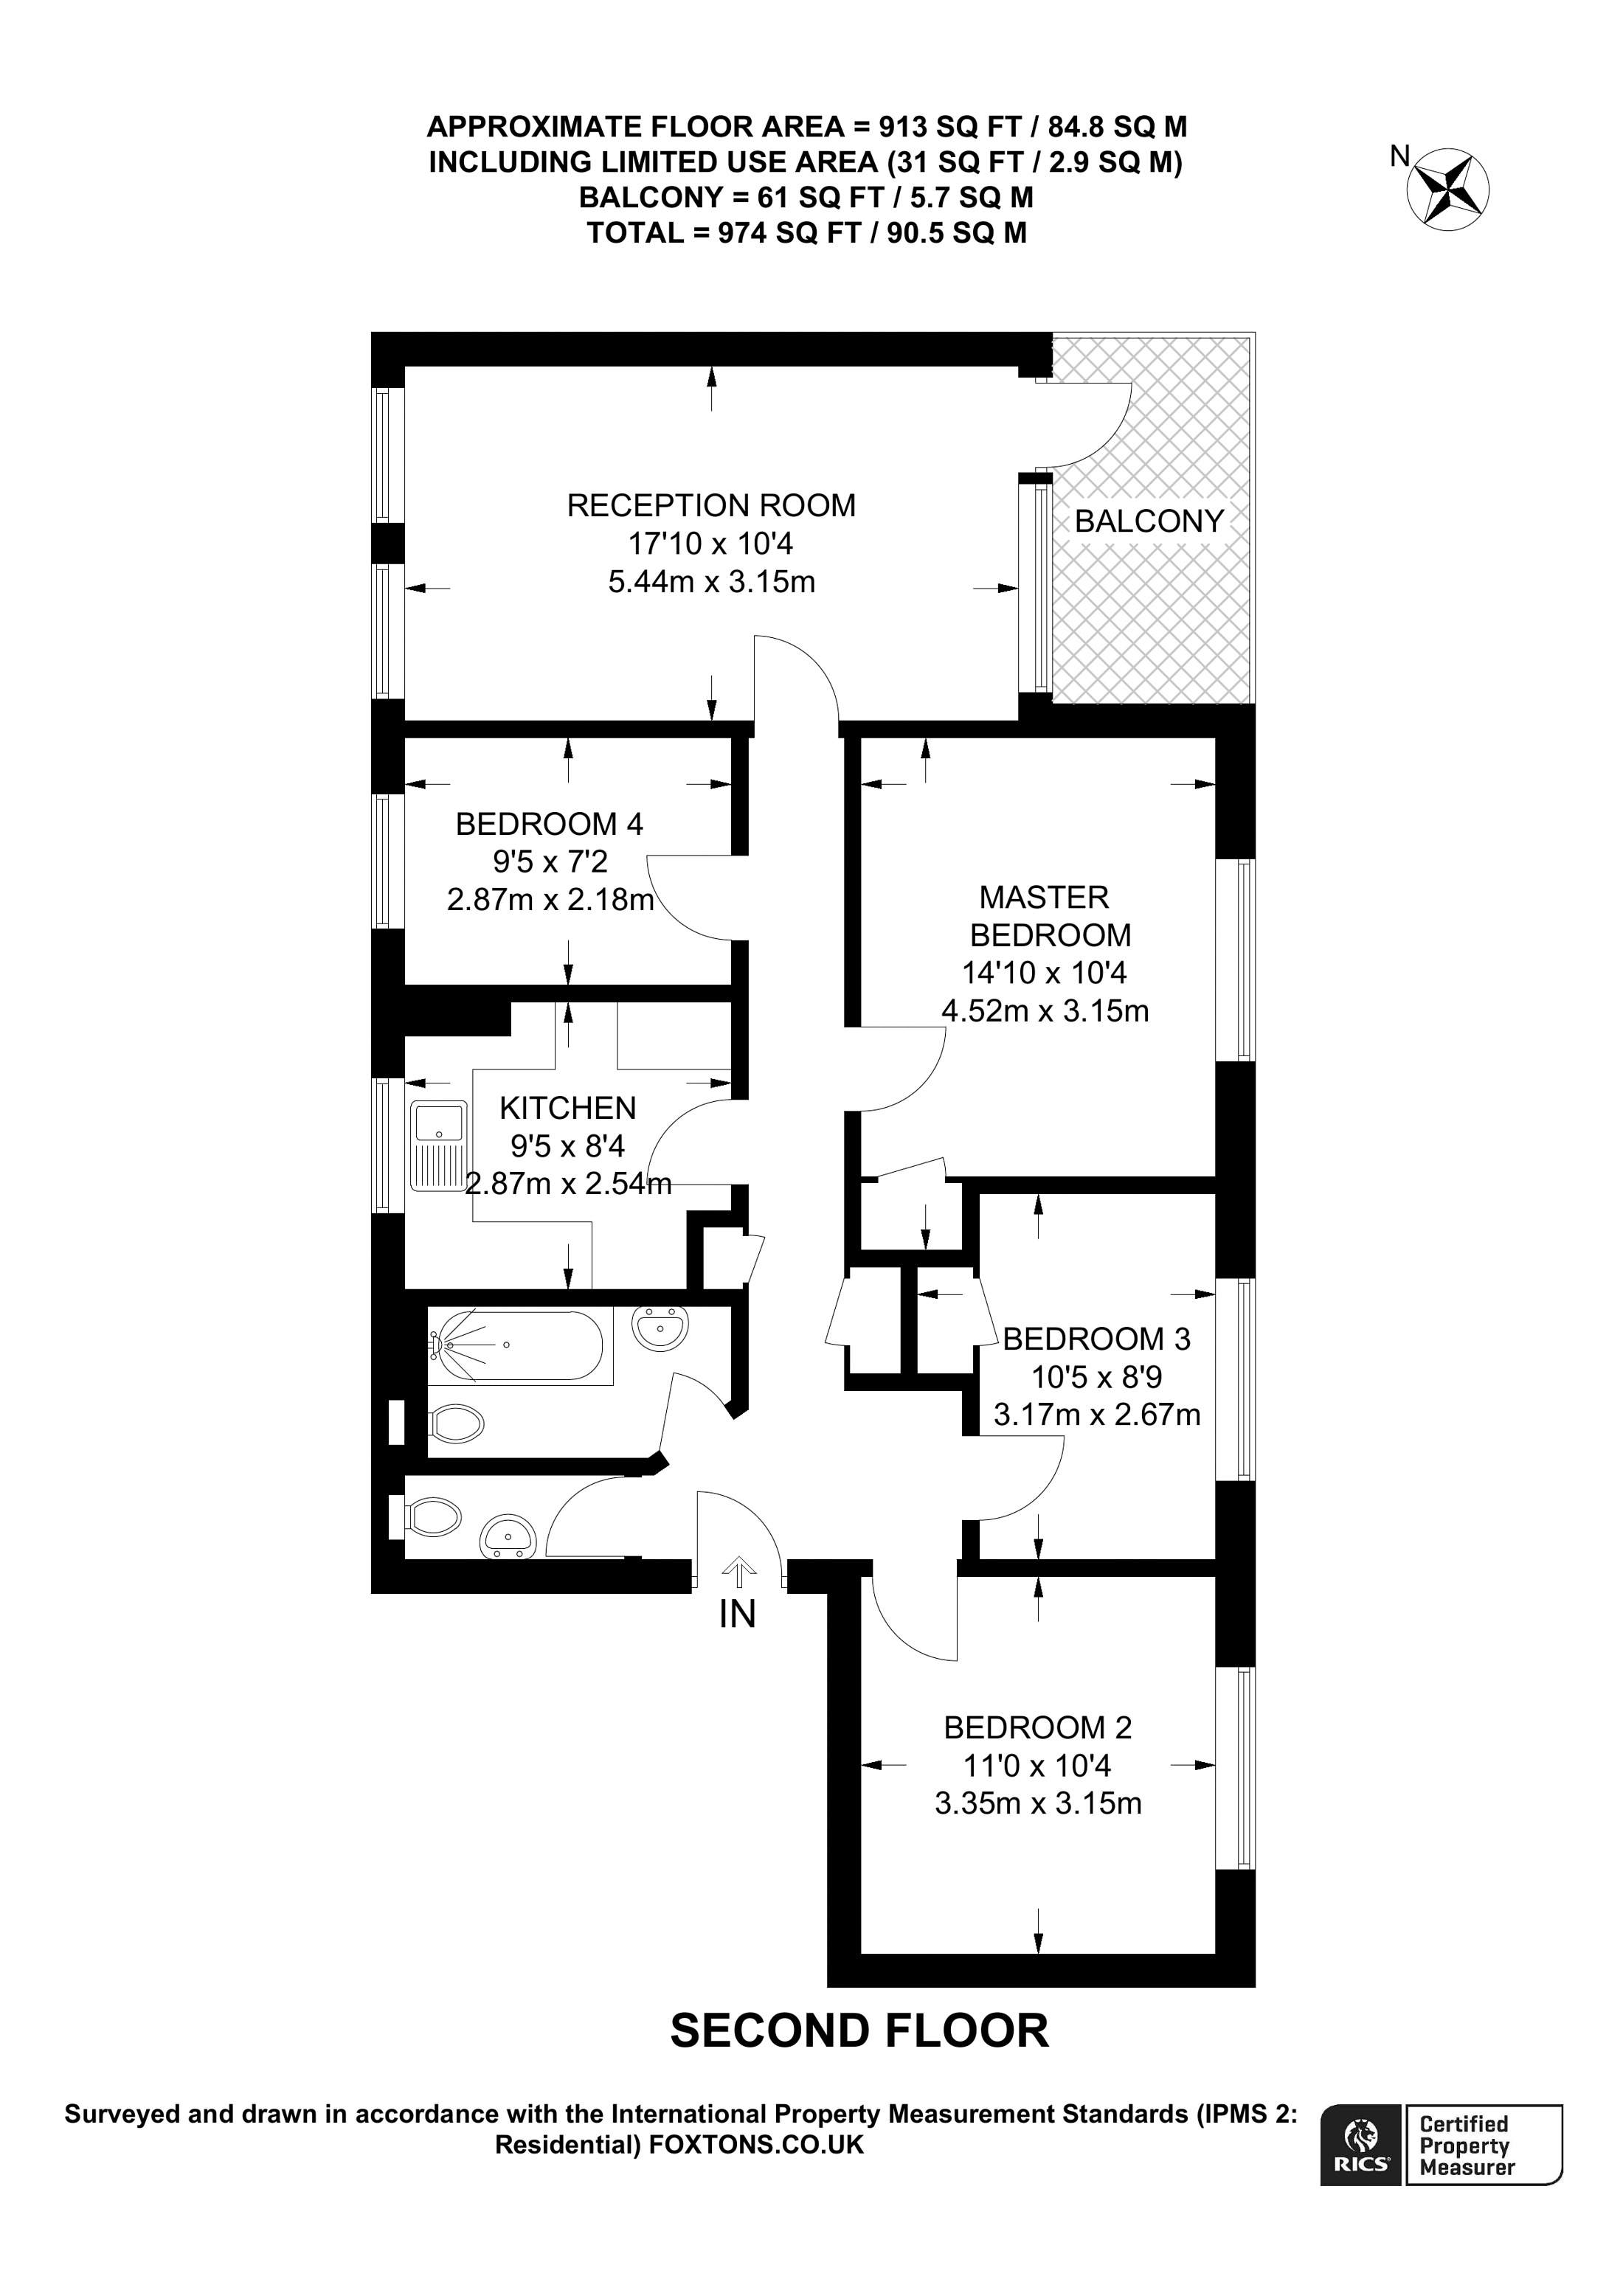 APPROXIMATE FLOOR AREA = 913 SQ FT / 84.8 SQ M
INCLUDING LIMITED USE AREA (31 SQ FT / 2.9 SQ M)
BALCONY = 61 SQ FT / 5.7 SQ M
TOTAL = 974 SQ FT / 90.5 SQ M
N
RECEPTION ROOM
17'10 x 10'4
5.44m x 3.15m
BALCONY
BEDROOM 4
9'5 x 7'2
2.87m x 2.18m
MASTER
BEDROOM
14'10 x 10'4
4.52m x 3.15m
KITCHEN
9'5 x 8'4
2.87m x 2.54m
BEDROOM 3
10'5 x 8'9
3.17m x 2.67m
IN
BEDROOM 2
11'0 x 10'4
3.35m x 3.15m
SECOND FLOOR
Surveyed and drawn in accordance with the International Property Measurement Standards (IPMS 2:
Residential) FOXTONS.CO.UK
RICS
Certified
Property
Measurer